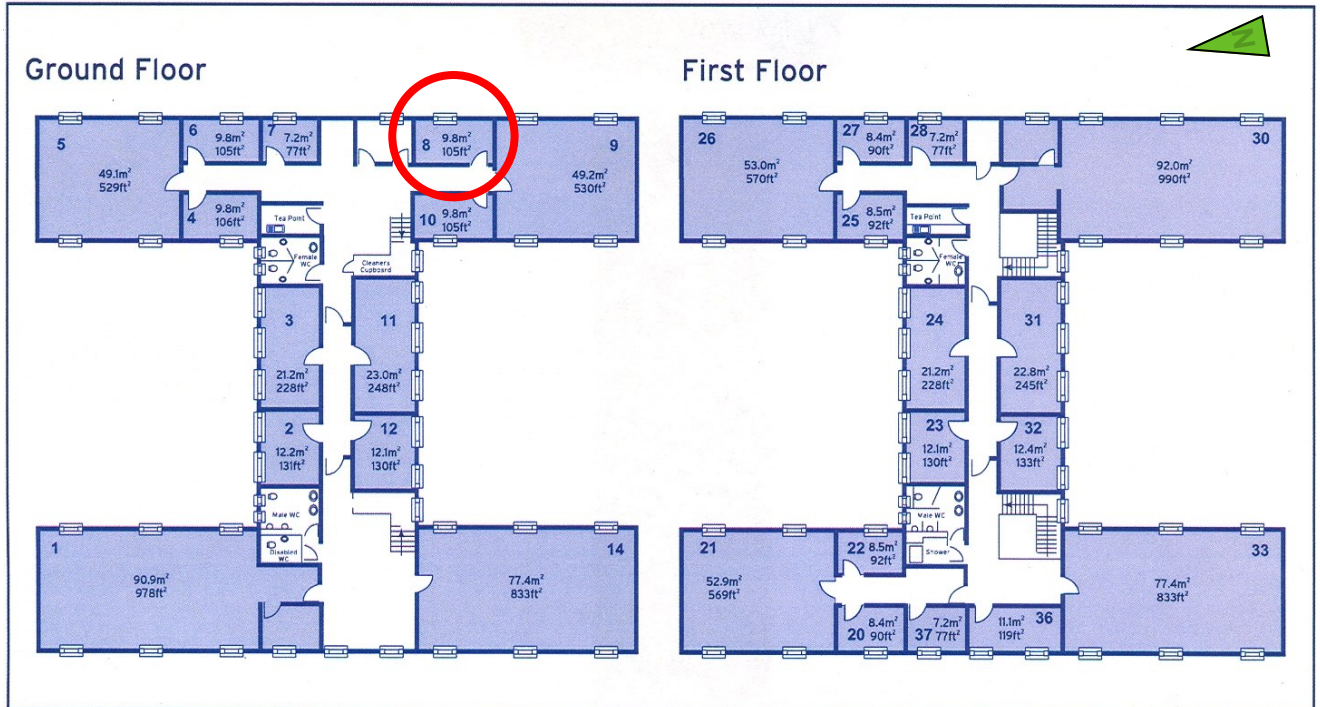 N
Ground Floor
5
49.1m²
529ft²
6
9.8m²
105ft²
7
7.2m²
77ft²
8
9.8m²
105ft²
9
49.2m²
530ft²
4
9.8m²
106ft²
Tea Point
10
9.8m²
105ft²
Female
WC
Cleaners
Cupboard
3
21.2m²
228ft²
11
23.0m²
248ft²
2
12.2m²
131ft²
12
12.1m²
130ft²
Male WC
Disabled
WC
1
90.9m²
978ft²
14
77.4m²
833ft²
First Floor
26
53.0m²
570ft²
27
8.4m²
90ft²
28
7.2m²
77ft²
30
92.0m²
990ft²
25
8.5m²
92ft²
Tea Point
Female
WC
24
21.2m²
228ft²
31
22.8m²
245ft²
23
12.1m²
130ft²
32
12.4m²
133ft²
Male WC
Shower
21
52.9m²
569ft²
22
8.5m²
92ft²
33
77.4m²
833ft²
20
8.4m²
90ft²
37
7.2m²
77ft²
36
11.1m²
119ft²